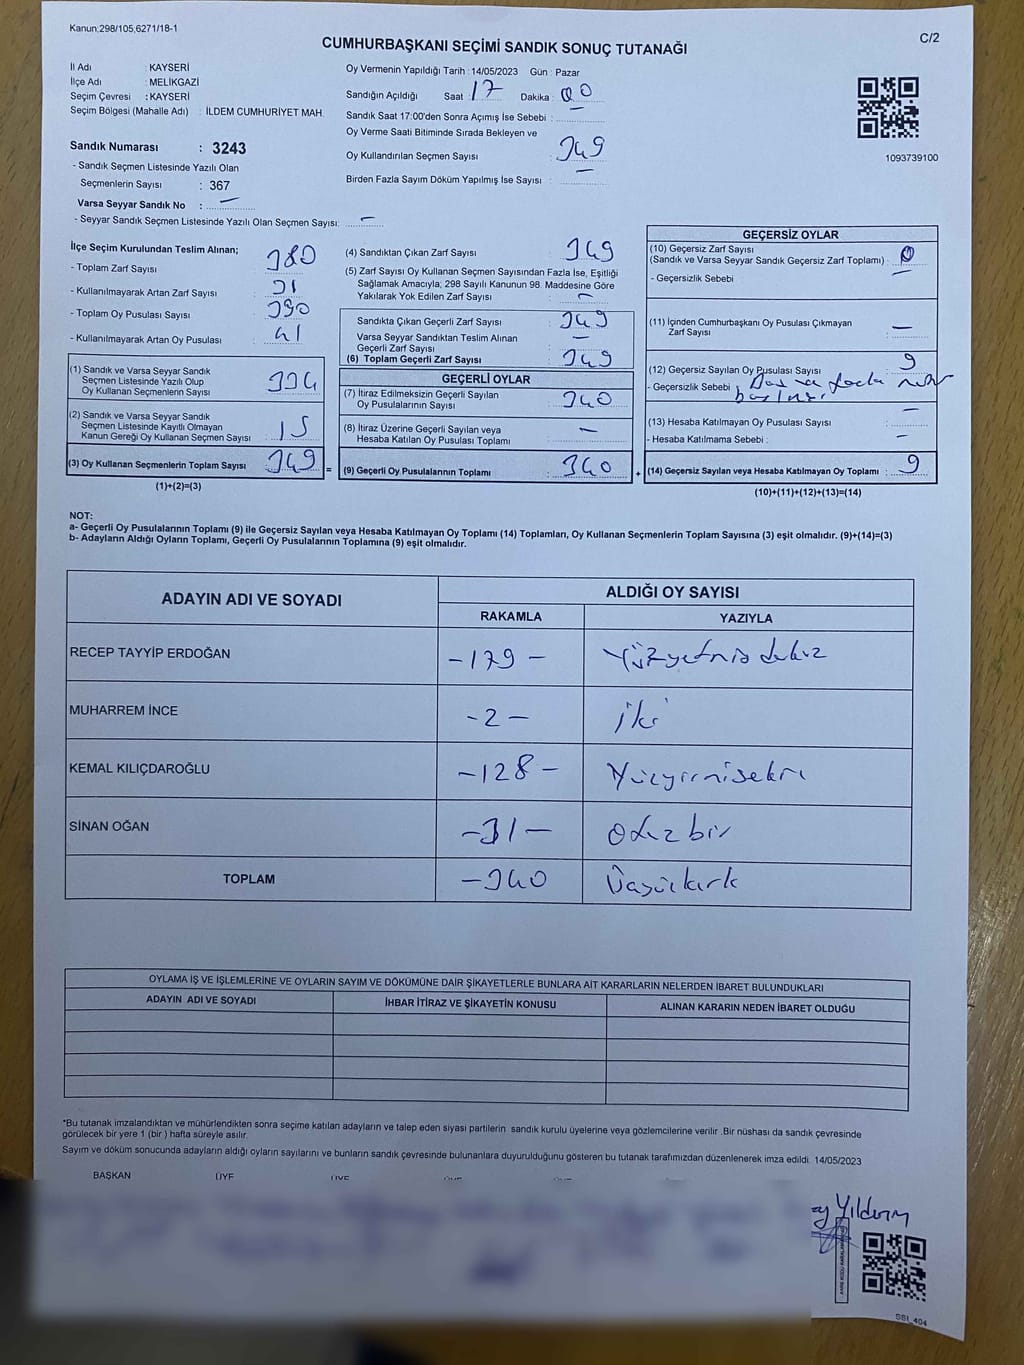 Kanun;298/105,6271/18-1
C/2
CUMHURBAŞKANI SEÇİMİ SANDIK SONUÇ TUTANAĞI
İl Adı : KAYSERİ
İlçe Adı : MELİKGAZİ
Seçim Çevresi : KAYSERİ
Seçim Bölgesi (Mahalle Adı) : İLDEM CUMHURİYET MAH.
Sandık Numarası : 3243
- Sandık Seçmen Listesinde Yazılı Olan
Seçmenlerin Sayısı : 367
Varsa Seyyar Sandık No : —
- Seyyar Sandık Seçmen Listesinde Yazılı Olan Seçmen Sayısı: —
Oy Vermenin Yapıldığı Tarih : 14/05/2023 Gün : Pazar
Sandığın Açıldığı Saat : 17 Dakika : 00
Sandık Saat 17:00'den Sonra Açımış İse Sebebi : —
Oy Verme Saati Bitiminde Sırada Bekleyen ve
Oy Kullandırılan Seçmen Sayısı : 349
Birden Fazla Sayım Döküm Yapılmış İse Sayısı : —
1093739100
İlçe Seçim Kurulundan Teslim Alınan;
- Toplam Zarf Sayısı : 380
- Kullanılmayarak Artan Zarf Sayısı : 31
- Toplam Oy Pusulası Sayısı : 390
- Kullanılmayarak Artan Oy Pusulası : 41
(1) Sandık ve Varsa Seyyar Sandık
Seçmen Listesinde Yazılı Olup
Oy Kullanan Seçmenlerin Sayısı : 334
(2) Sandık ve Varsa Seyyar Sandık
Seçmen Listesinde Kayıtlı Olmayan
Kanun Gereği Oy Kullanan Seçmen Sayısı : 15
(3) Oy Kullanan Seçmenlerin Toplam Sayısı : 349
(1)+(2)=(3)
(4) Sandıktan Çıkan Zarf Sayısı : 349
(5) Zarf Sayısı Oy Kullanan Seçmen Sayısından Fazla İse, Eşitliği
Sağlamak Amacıyla; 298 Sayılı Kanunun 98. Maddesine Göre
Yakılarak Yok Edilen Zarf Sayısı : —
Sandıkta Çıkan Geçerli Zarf Sayısı : 349
Varsa Seyyar Sandıktan Teslim Alınan
Geçerli Zarf Sayısı : —
(6) Toplam Geçerli Zarf Sayısı : 349
GEÇERLİ OYLAR
(7) İtiraz Edilmeksizin Geçerli Sayılan
Oy Pusulalarının Sayısı : 340
(8) İtiraz Üzerine Geçerli Sayılan veya
Hesaba Katılan Oy Pusulası Toplamı : —
= (9) Geçerli Oy Pusulalarının Toplamı : 340
GEÇERSİZ OYLAR
(10) Geçersiz Zarf Sayısı
(Sandık ve Varsa Seyyar Sandık Geçersiz Zarf Toplamı) : 0
- Geçersizlik Sebebi : —
(11) İçinden Cumhurbaşkanı Oy Pusulası Çıkmayan
Zarf Sayısı : —
(12) Geçersiz Sayılan Oy Pusulası Sayısı : 9
- Geçersizlik Sebebi :
(13) Hesaba Katılmayan Oy Pusulası Sayısı : —
- Hesaba Katılmama Sebebi : —
+ (14) Geçersiz Sayılan veya Hesaba Katılmayan Oy Toplamı : 9
(10)+(11)+(12)+(13)=(14)
NOT:
a- Geçerli Oy Pusulalarının Toplamı (9) ile Geçersiz Sayılan veya Hesaba Katılmayan Oy Toplamı (14) Toplamları, Oy Kullanan Seçmenlerin Toplam Sayısına (3) eşit olmalıdır. (9)+(14)=(3)
b- Adayların Aldığı Oyların Toplamı, Geçerli Oy Pusulalarının Toplamına (9) eşit olmalıdır.
ADAYIN ADI VE SOYADI ALDIĞI OY SAYISI
RAKAMLA YAZIYLA
RECEP TAYYİP ERDOĞAN -179- Yüzyetmiş dokuz
MUHARREM İNCE -2- iki
KEMAL KILIÇDAROĞLU -128- Yüzyirmisekiz
SİNAN OĞAN -31- Otuz bir
TOPLAM -340 Üçyüzkırk
OYLAMA İŞ VE İŞLEMLERİNE VE OYLARIN SAYIM VE DÖKÜMÜNE DAİR ŞİKAYETLERLE BUNLARA AİT KARARLARIN NELERDEN İBARET BULUNDUKLARI
ADAYIN ADI VE SOYADI İHBAR İTİRAZ VE ŞİKAYETİN KONUSU ALINAN KARARIN NEDEN İBARET OLDUĞU
*Bu tutanak imzalandıktan ve mühürlendikten sonra seçime katılan adayların ve talep eden siyasi partilerin sandık kurulu üyelerine veya gözlemcilerine verilir .Bir nüshası da sandık çevresinde
görülecek bir yere 1 (bir ) hafta süreyle asılır.
Sayım ve döküm sonucunda adayların aldığı oyların sayılarını ve bunların sandık çevresinde bulunanlara duyurulduğunu gösteren bu tutanak tarafımızdan düzenlenerek imza edildi. 14/05/2023
BAŞKAN ÜYE ÜYE
Yıldırım
SSI_404